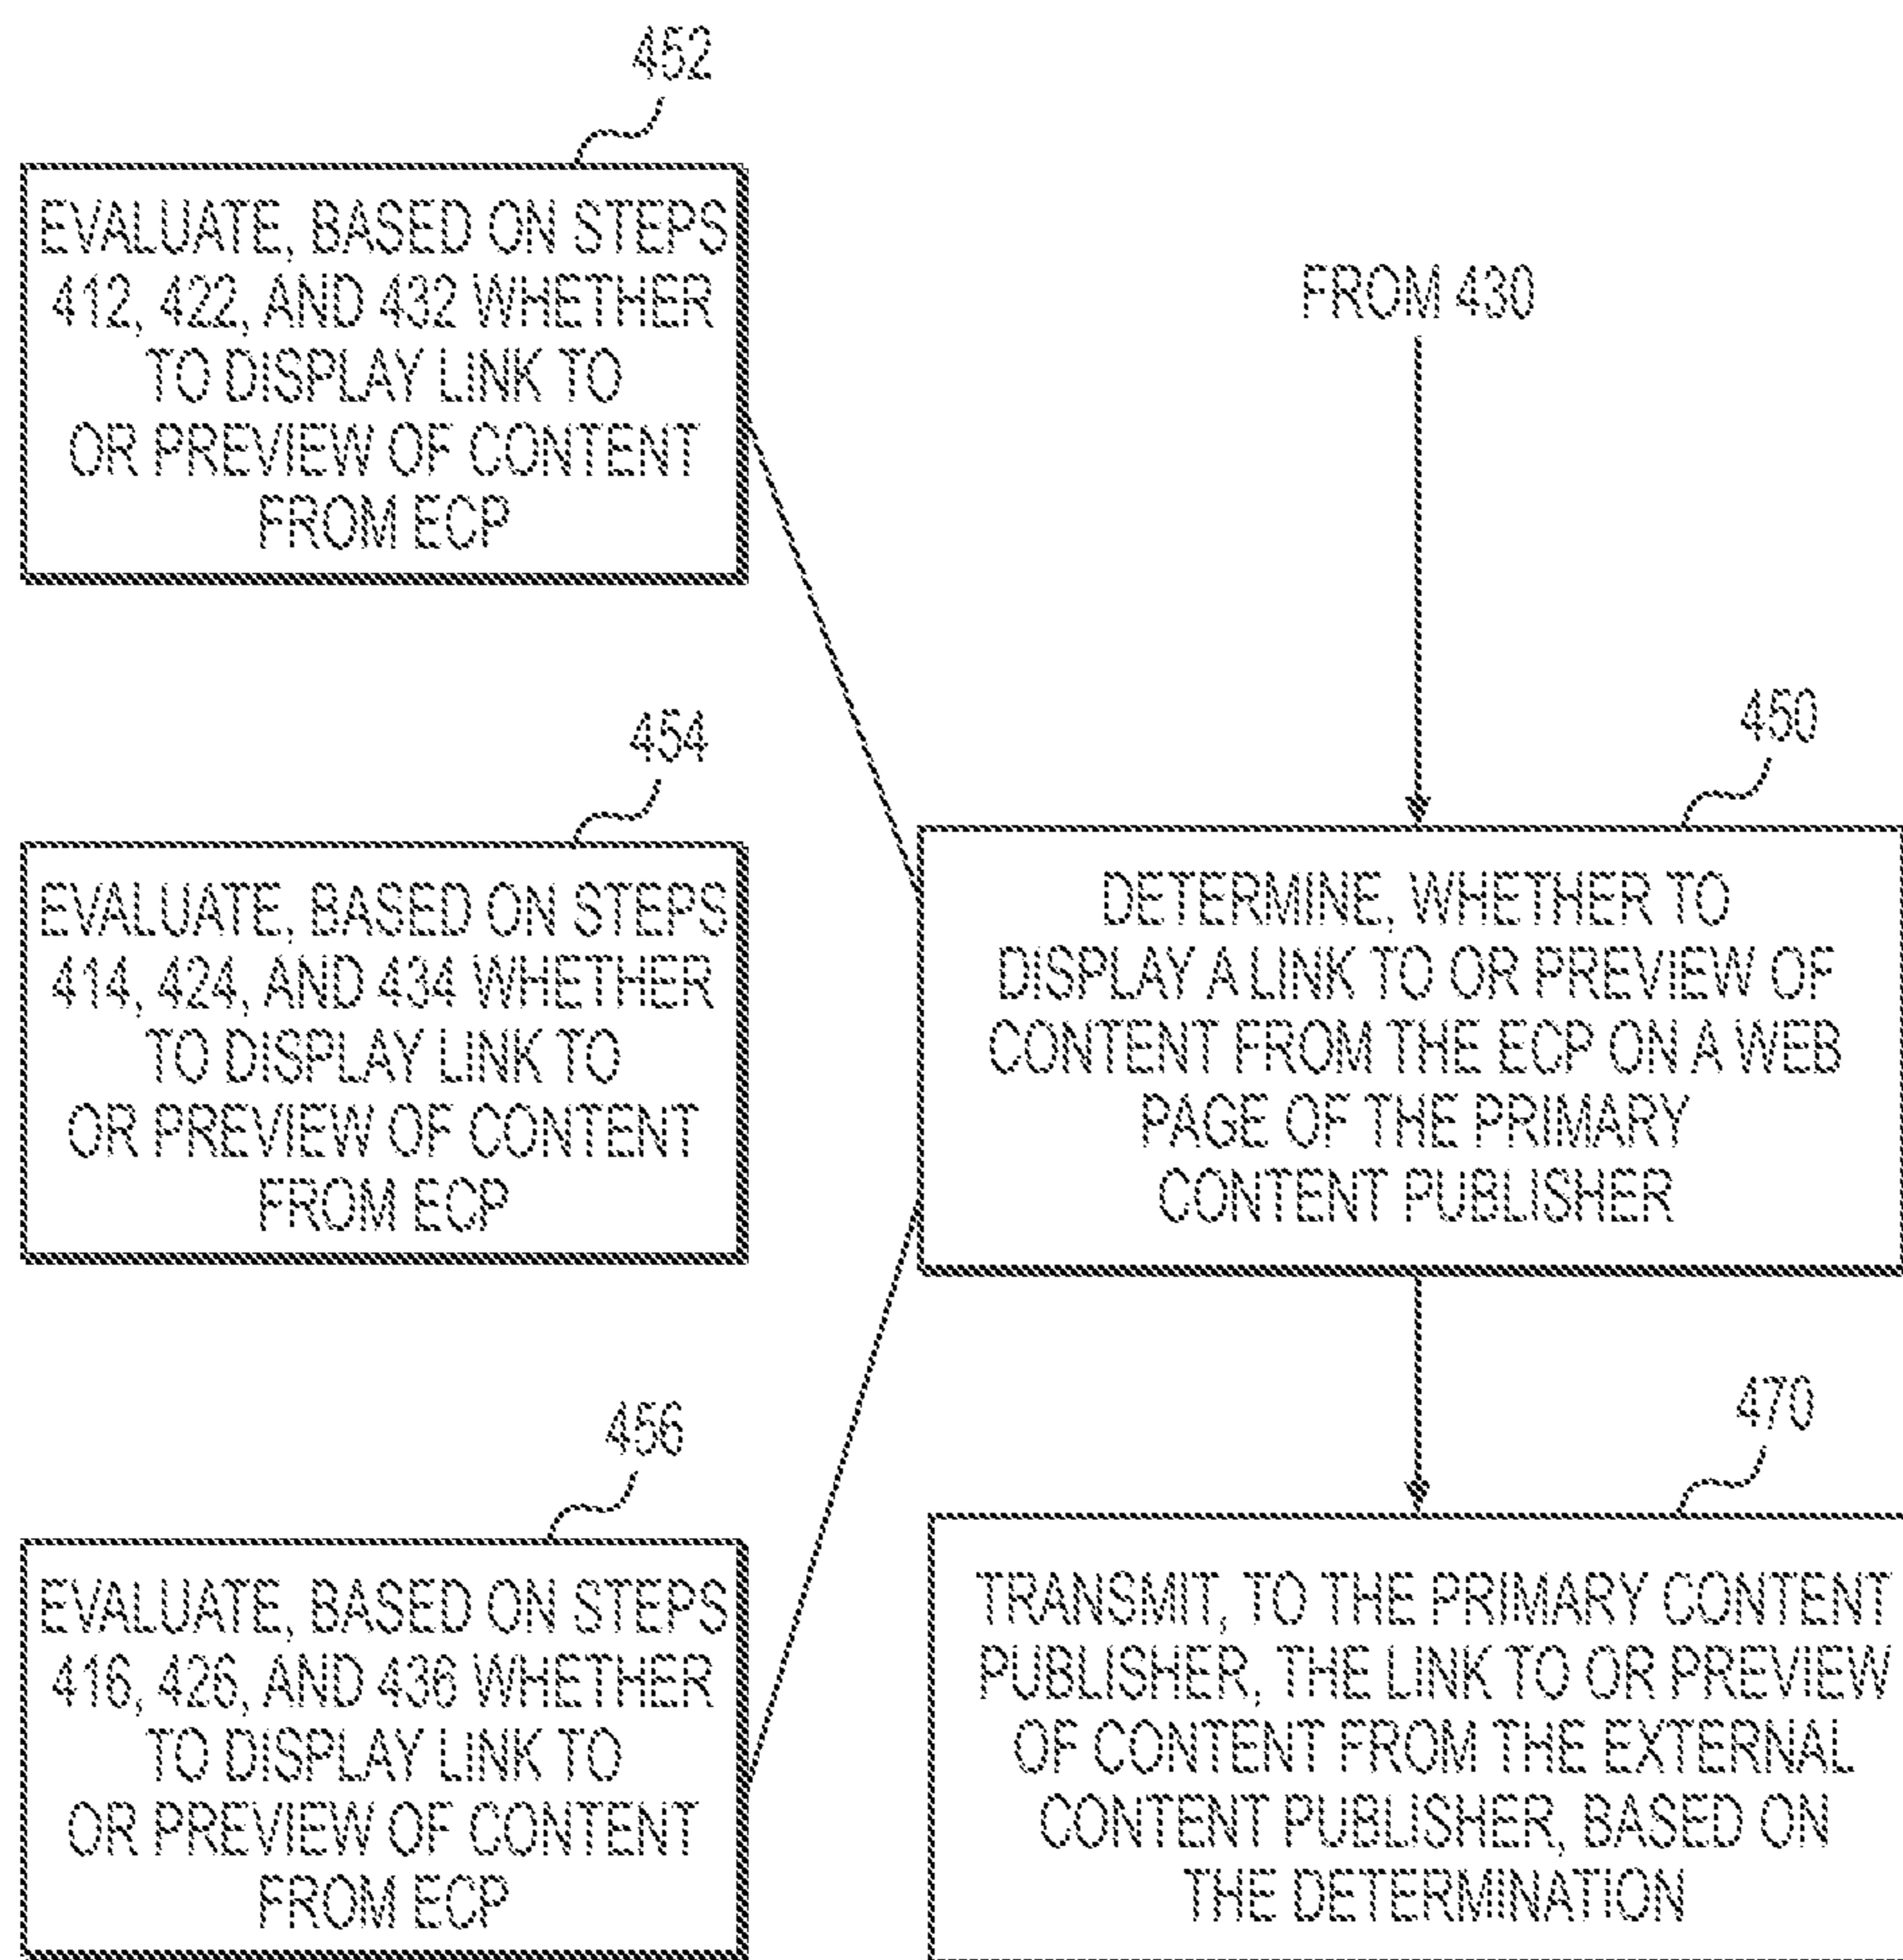 452
EVALUATE, BASED ON STEPS
412, 422, AND 432 WHETHER
TO DISPLAY LINK TO
OR PREVIEW OF CONTENT
FROM ECP
454
EVALUATE, BASED ON STEPS
414, 424, AND 434 WHETHER
TO DISPLAY LINK TO
OR PREVIEW OF CONTENT
FROM ECP
456
EVALUATE, BASED ON STEPS
416, 426, AND 436 WHETHER
TO DISPLAY LINK TO
OR PREVIEW OF CONTENT
FROM ECP
FROM 430
450
DETERMINE, WHETHER TO
DISPLAY A LINK TO OR PREVIEW OF
CONTENT FROM THE ECP ON A WEB
PAGE OF THE PRIMARY
CONTENT PUBLISHER
470
TRANSMIT, TO THE PRIMARY CONTENT
PUBLISHER, THE LINK TO OR PREVIEW
OF CONTENT FROM THE EXTERNAL
CONTENT PUBLISHER, BASED ON
THE DETERMINATION